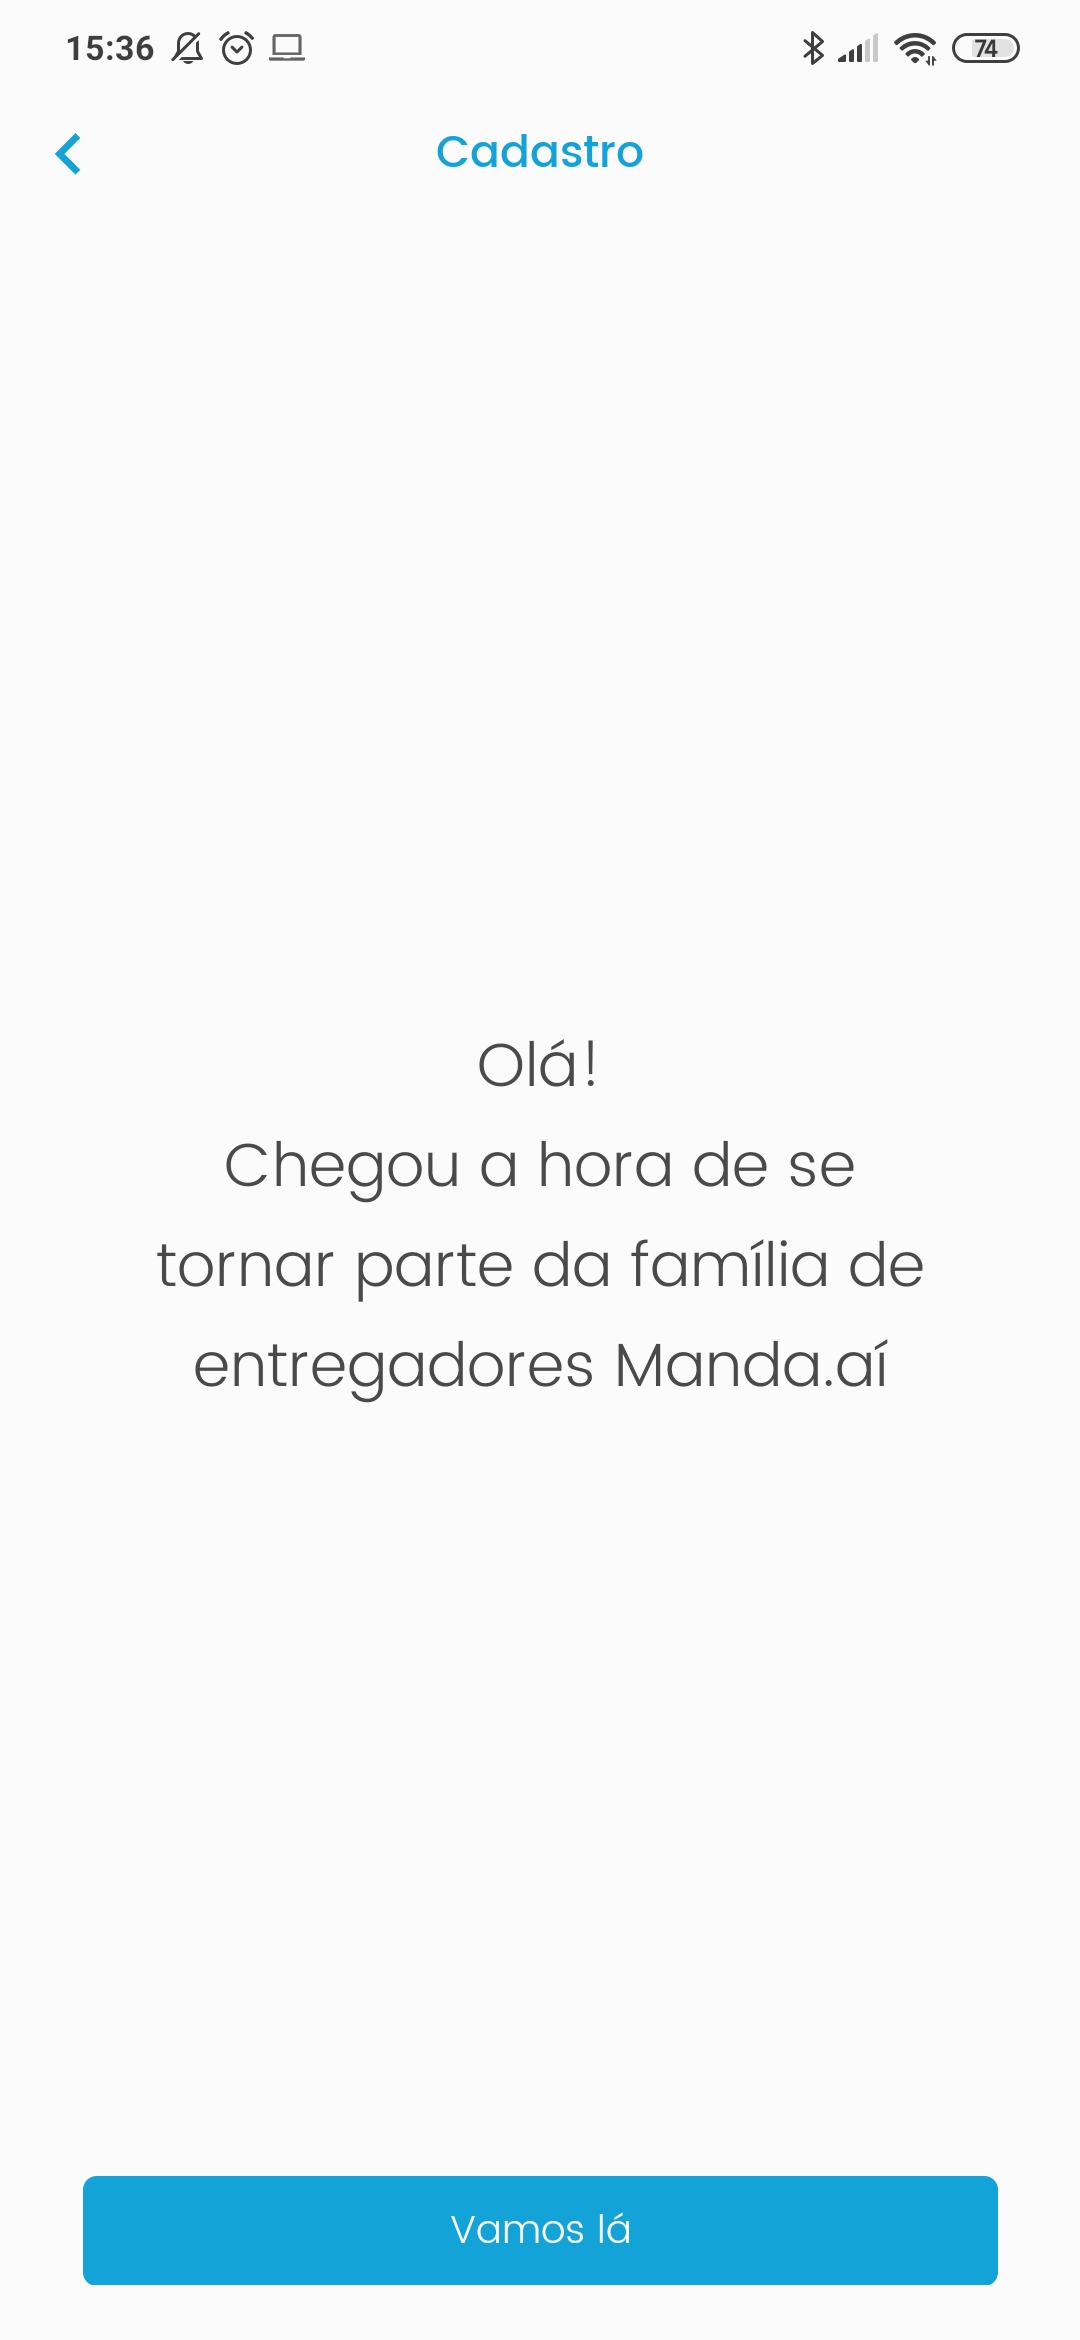 15:36
74
Cadastro
Olá!
Chegou a hora de se
tornar parte da família de
entregadores Manda.aí
Vamos lá